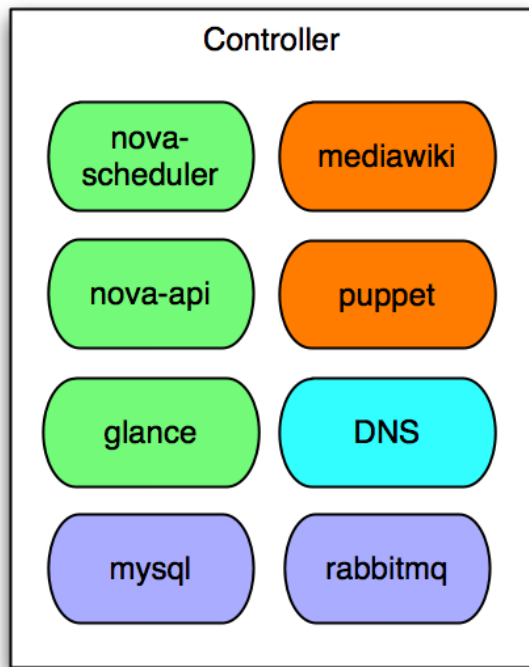 Controller
nova-
scheduler
mediawiki
nova-api
puppet
glance
DNS
mysql
rabbitmq